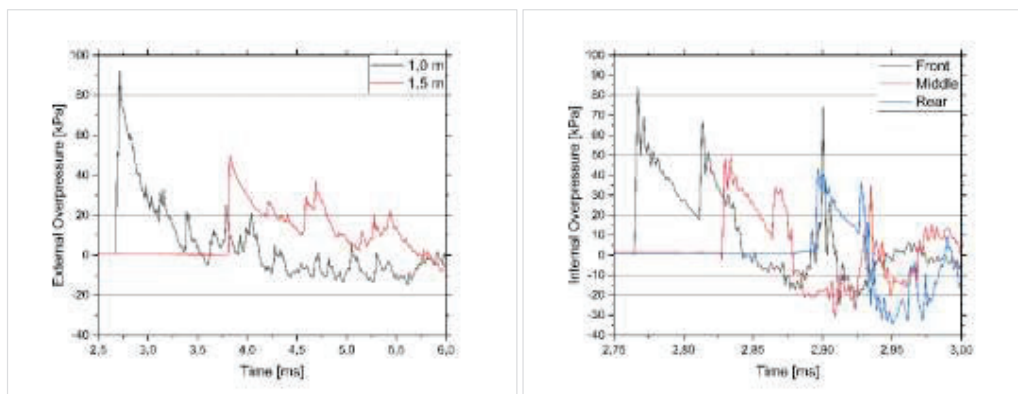 100
80
60
40
20
0
-20
-40
External Overpressure [kPa]
1,0 m
1,5 m
2,5 3,0 3,5 4,0 4,5 5,0 5,5 6,0
Time [ms]
100
90
80
70
60
50
40
30
20
10
0
-10
-20
-30
-40
Internal Overpressure [kPa]
Front
Middle
Rear
2,75 2,80 2,85 2,90 2,95 3,00
Time [ms]